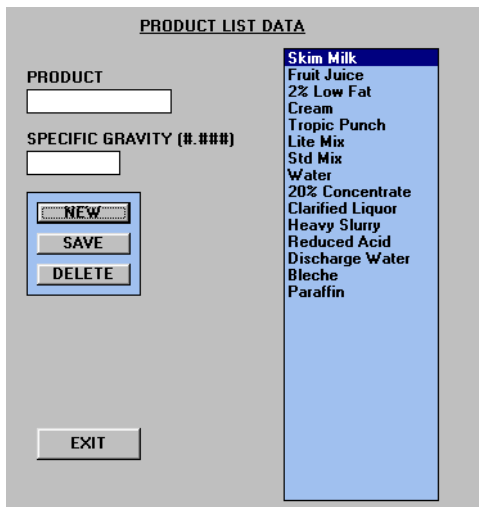 PRODUCT LIST DATA
PRODUCT
SPECIFIC GRAVITY (#.###)
NEW
SAVE
DELETE
EXIT
Skim Milk
Fruit Juice
2% Low Fat
Cream
Tropic Punch
Lite Mix
Std Mix
Water
20% Concentrate
Clarified Liquor
Heavy Slurry
Reduced Acid
Discharge Water
Bleche
Paraffin